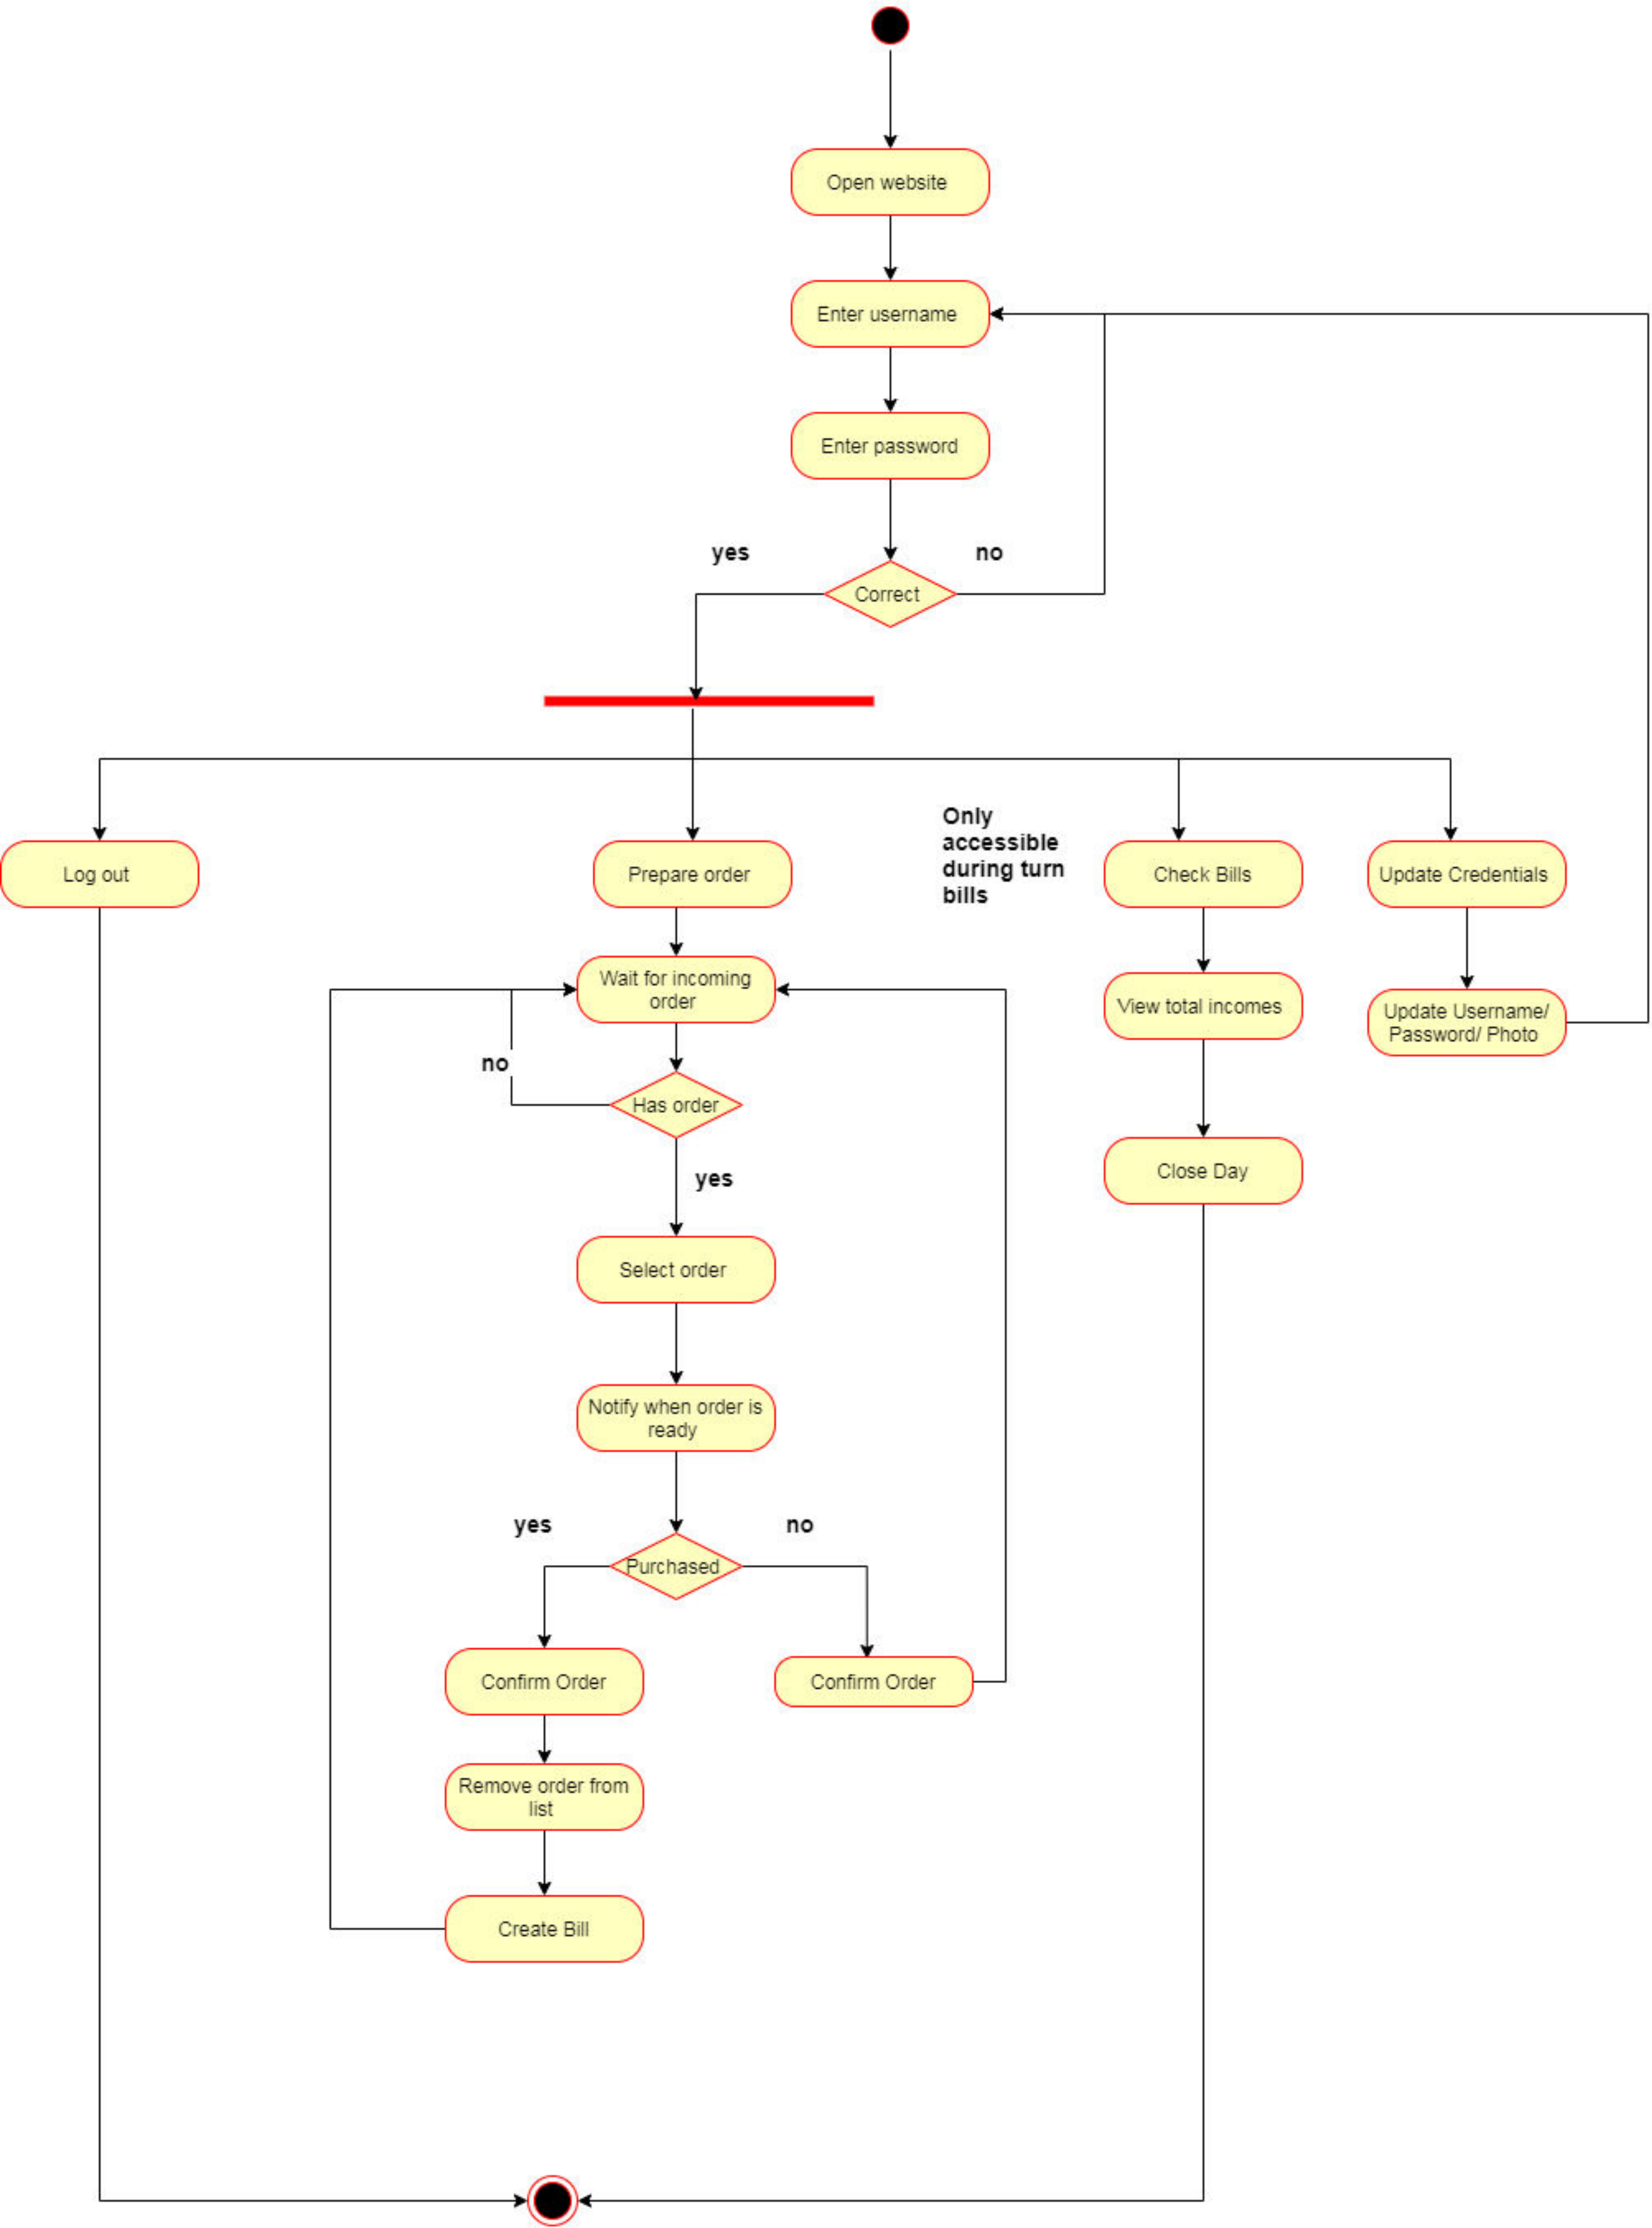 Open website
Enter username
Enter password
yes
no
Correct
Only
accessible
during turn
bills
Log out
Prepare order
Check Bills
Update Credentials
Wait for incoming
order
View total incomes
Update Username/
Password/ Photo
no
Has order
yes
Close Day
Select order
Notify when order is
ready
yes
no
Purchased
Confirm Order
Confirm Order
Remove order from
list
Create Bill